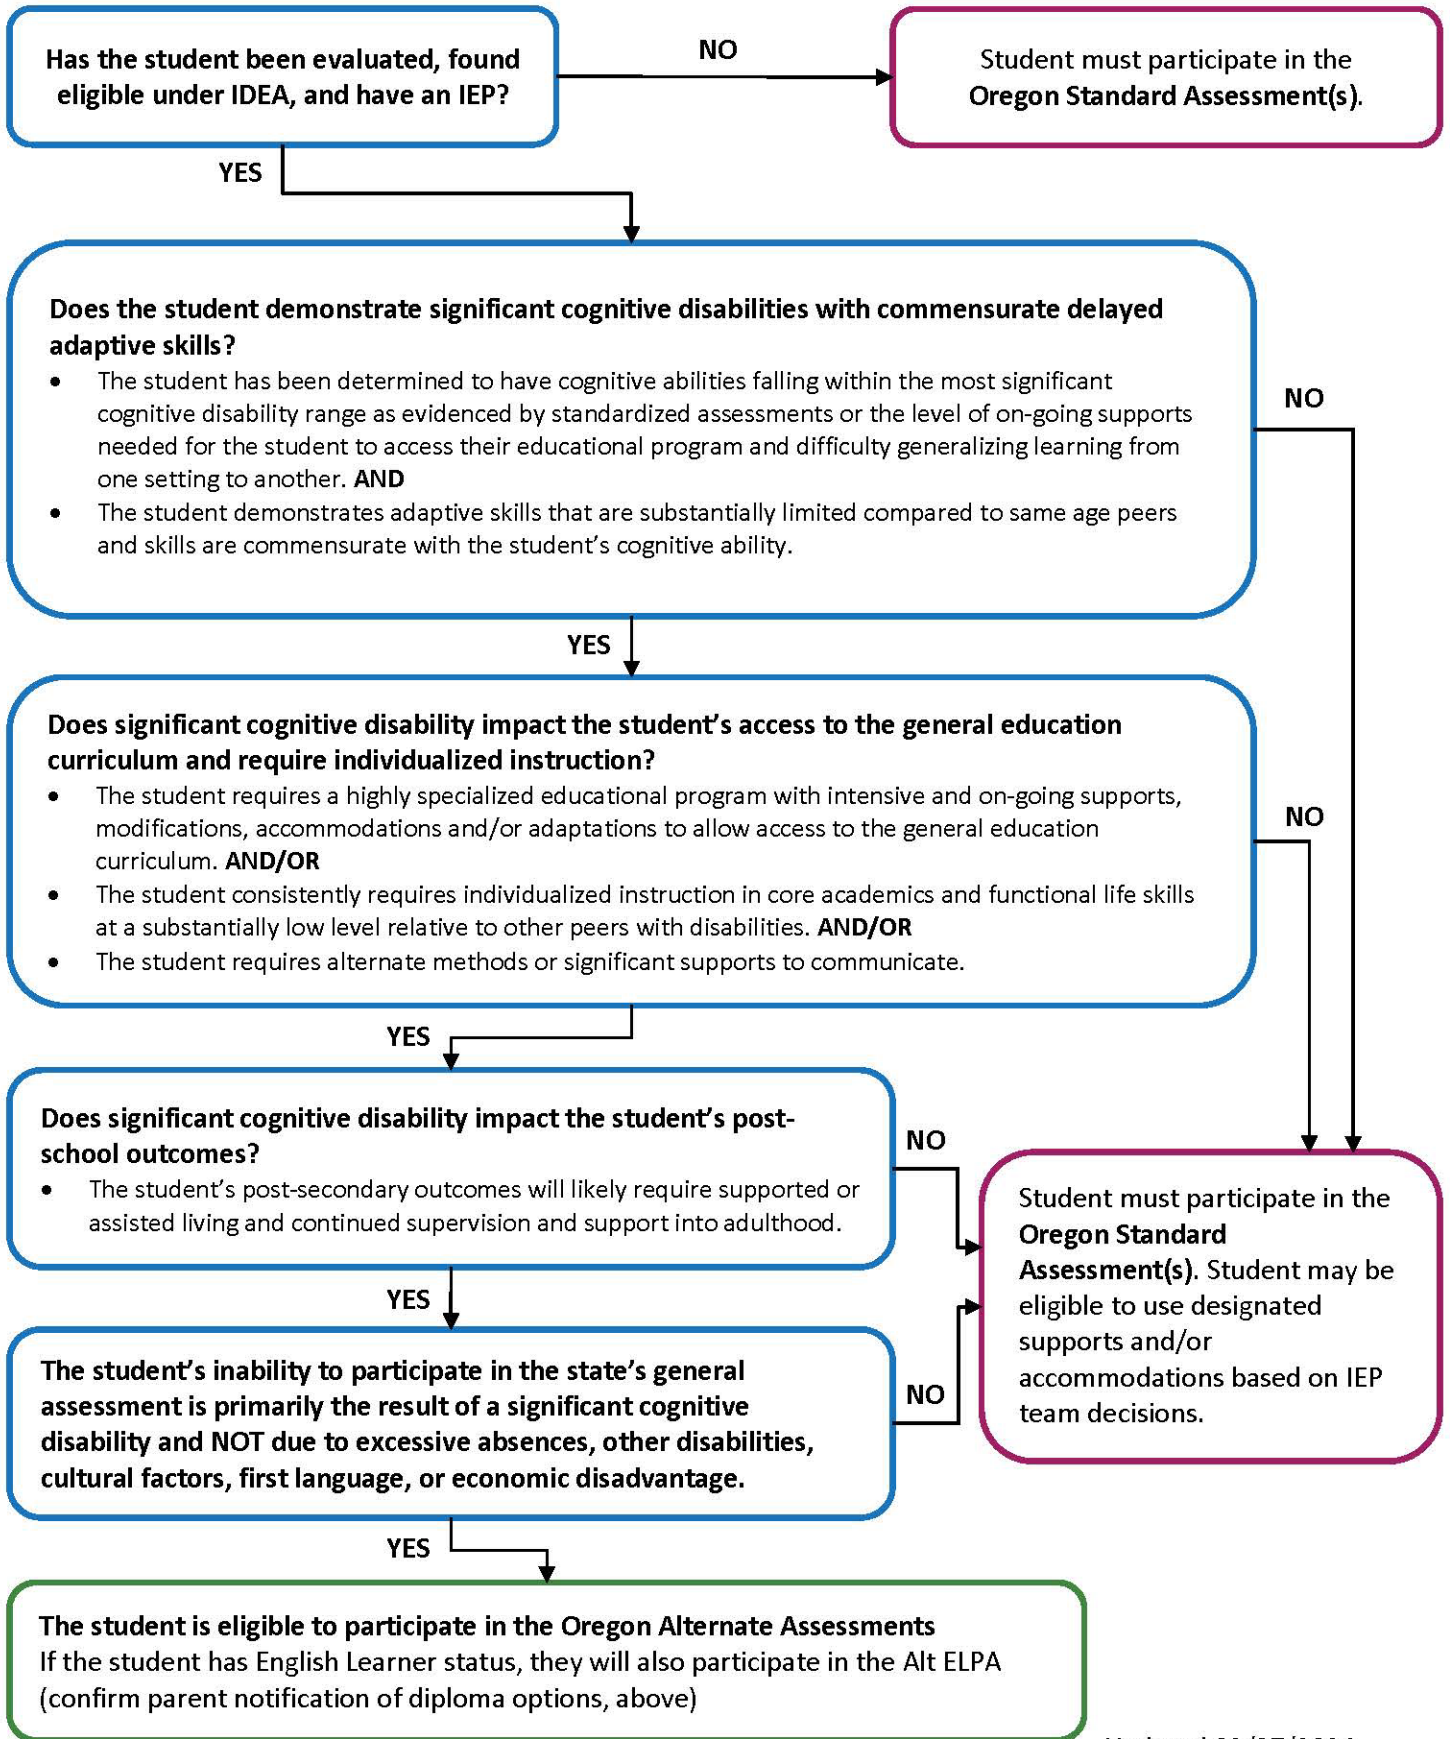 Has the student been evaluated, found
eligible under IDEA, and have an IEP?
NO
Student must participate in the
Oregon Standard Assessment(s).
YES
Does the student demonstrate significant cognitive disabilities with commensurate delayed
adaptive skills?
• The student has been determined to have cognitive abilities falling within the most significant
cognitive disability range as evidenced by standardized assessments or the level of on-going supports
needed for the student to access their educational program and difficulty generalizing learning from
one setting to another. AND
• The student demonstrates adaptive skills that are substantially limited compared to same age peers
and skills are commensurate with the student’s cognitive ability.
NO
YES
Does significant cognitive disability impact the student’s access to the general education
curriculum and require individualized instruction?
• The student requires a highly specialized educational program with intensive and on-going supports,
modifications, accommodations and/or adaptations to allow access to the general education
curriculum. AND/OR
• The student consistently requires individualized instruction in core academics and functional life skills
at a substantially low level relative to other peers with disabilities. AND/OR
• The student requires alternate methods or significant supports to communicate.
NO
YES
Does significant cognitive disability impact the student’s post-
school outcomes?
• The student’s post-secondary outcomes will likely require supported or
assisted living and continued supervision and support into adulthood.
NO
YES
The student’s inability to participate in the state’s general
assessment is primarily the result of a significant cognitive
disability and NOT due to excessive absences, other disabilities,
cultural factors, first language, or economic disadvantage.
NO
Student must participate in the
Oregon Standard
Assessment(s). Student may be
eligible to use designated
supports and/or
accommodations based on IEP
team decisions.
YES
The student is eligible to participate in the Oregon Alternate Assessments
If the student has English Learner status, they will also participate in the Alt ELPA
(confirm parent notification of diploma options, above)